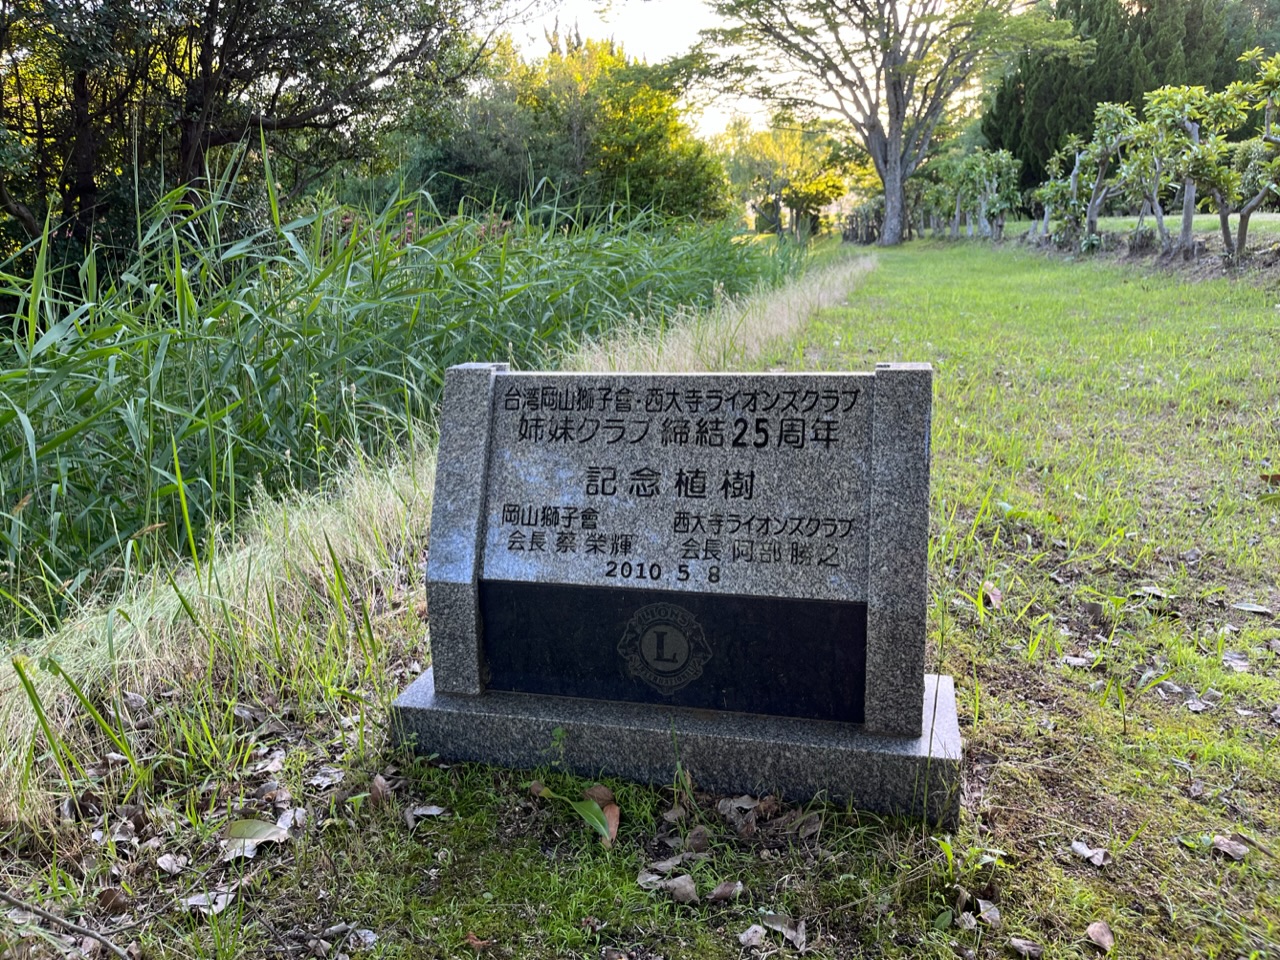 台湾岡山獅子會・西大寺ライオンズクラブ
姉妹クラブ締結25周年
記念植樹
岡山獅子會 西大寺ライオンズクラブ
会長 蔡榮輝 会長 阿部勝之
2010 5 8
LIONS
L
INTERNATIONAL